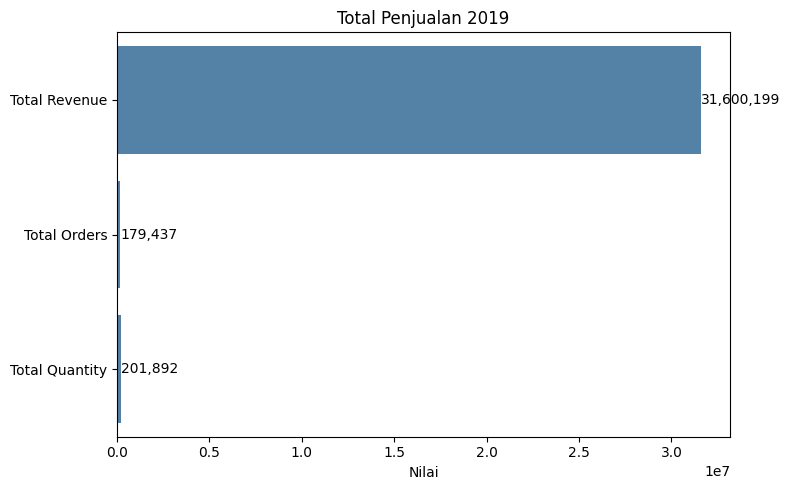 Total Penjualan 2019
Total Revenue
31,600,199
Total Orders
179,437
Total Quantity
201,892
0.0 0.5 1.0 1.5 2.0 2.5 3.0
1e7
Nilai